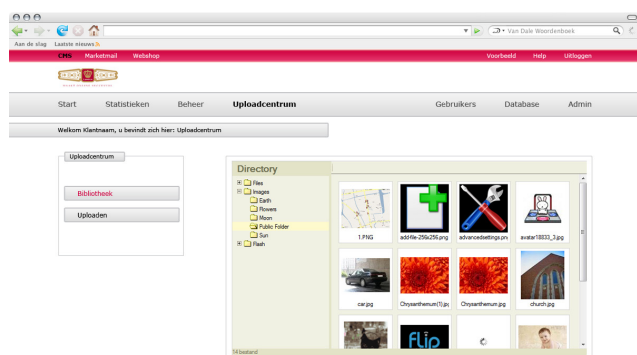 Van Dale Woordenboek
Aan de slag Laatste nieuws
CMS Marketmail Webshop Voorbeeld Help Uitloggen
Start Statistieken Beheer Uploadcentrum Gebruikers Database Admin
Welkom Klantnaam, u bevindt zich hier: Uploadcentrum
Uploadcentrum
Bibliotheek
Uploaden
Directory
Files
Images
Earth
Flowers
Moon
Public Folder
Sun
Flash
1.PNG addfile-256x256.png advancedsettings.pn avatar18033_3.jpg
car.jpg Chrysanthemum(1).jpg Chrysanthemum.jpg church.jpg
FLIP
14 bestand